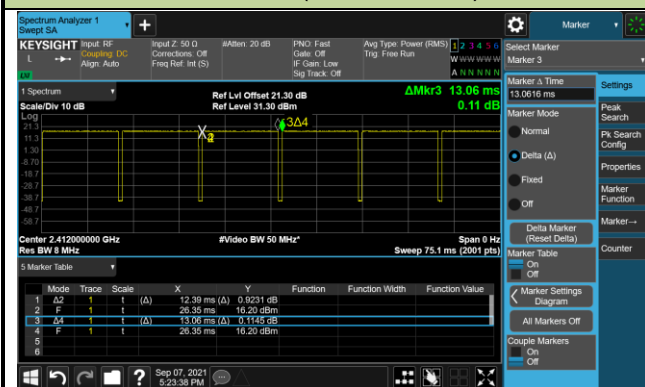 Spectrum Analyzer 1
Swept SA
Marker
KEYSIGHT
L
Input: RF
Coupling: DC
Align: Auto
Input Z: 50 Ω
Corrections: Off
Freq Ref: Int (S)
#Atten: 20 dB
PNO: Fast
Gate: Off
IF Gain: Low
Sig Track: Off
Avg Type: Power (RMS)
Trig: Free Run
1 2 3 4 5 6
W W W W W W
A N N N N N
Select Marker
Marker 3
1 Spectrum
Scale/Div 10 dB
Log
Ref Lvl Offset 21.30 dB
Ref Level 31.30 dBm
ΔMkr3 13.06 ms
0.11 dB
21.3
11.3
1.30
-8.70
-18.7
-28.7
-38.7
-48.7
-58.7
3Δ4
Center 2.412000000 GHz
Res BW 8 MHz
#Video BW 50 MHz*
Span 0 Hz
Sweep 75.1 ms (2001 pts)
5 Marker Table
Mode Trace Scale X Y Function Function Width Function Value
1 Δ2 1 t (Δ) 12.39 ms (Δ) 0.9231 dB
2 F 1 t 26.35 ms 16.20 dBm
3 Δ4 1 t (Δ) 13.06 ms (Δ) 0.1145 dB
4 F 1 t 26.35 ms 16.20 dBm
5
6
Sep 07, 2021
5:23:38 PM
Marker Δ Time
13.0616 ms
Marker Mode
Normal
Delta (Δ)
Fixed
Off
Delta Marker
(Reset Delta)
Marker Table
On
Off
Marker Settings
Diagram
All Markers Off
Couple Markers
On
Off
Settings
Peak
Search
Pk Search
Config
Properties
Marker
Function
Marker→
Counter